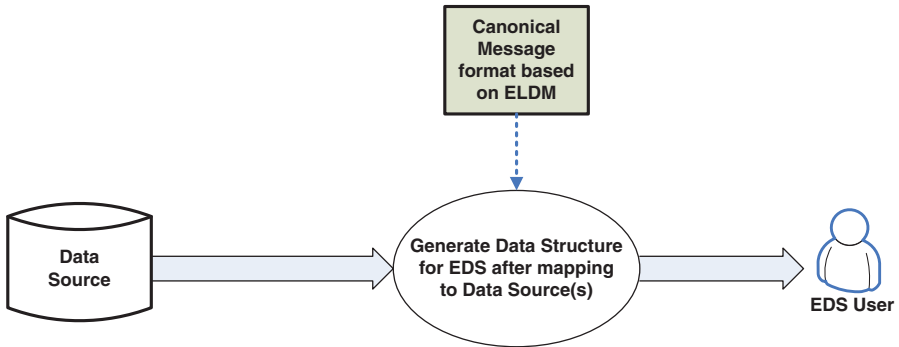 Canonical
Message
format based
on ELDM
Data
Source
Generate Data Structure
for EDS after mapping
to Data Source(s)
EDS User